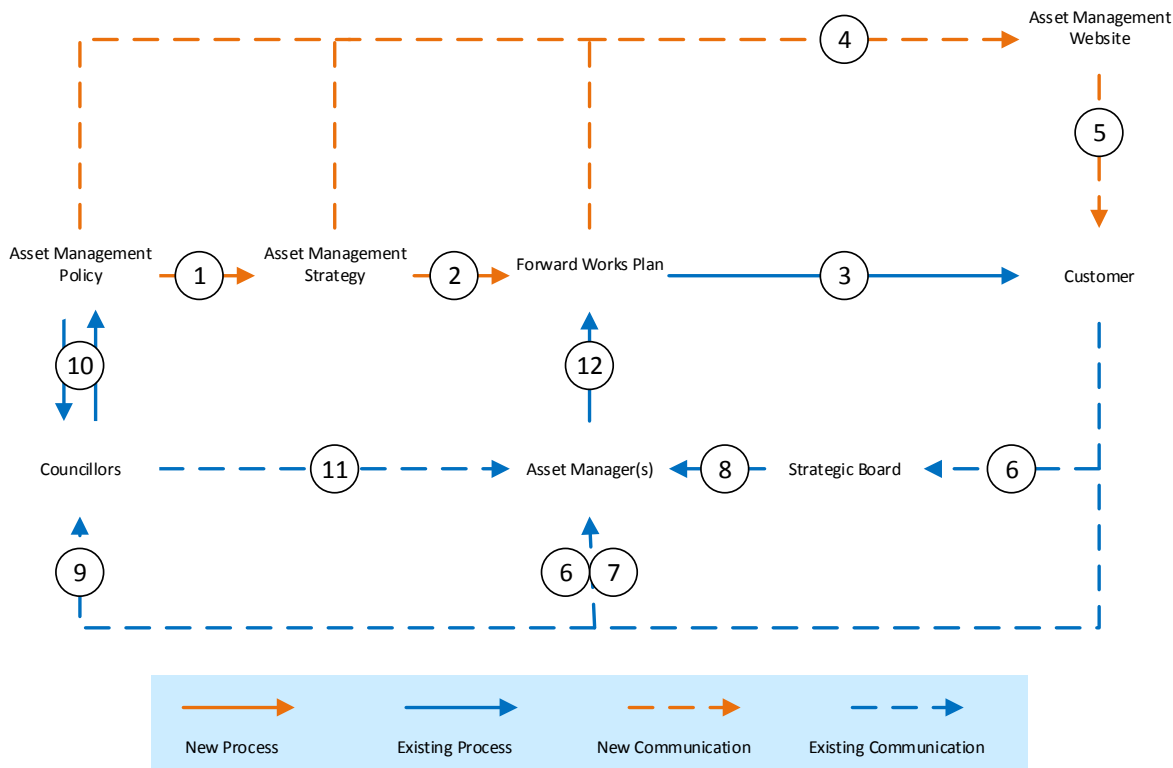 4
Asset Management
Website
5
Asset Management
Policy
1
Asset Management
Strategy
2
Forward Works Plan
3
Customer
10
12
Councillors
11
Asset Manager(s)
8
Strategic Board
6
9
6
7
New Process
Existing Process
New Communication
Existing Communication